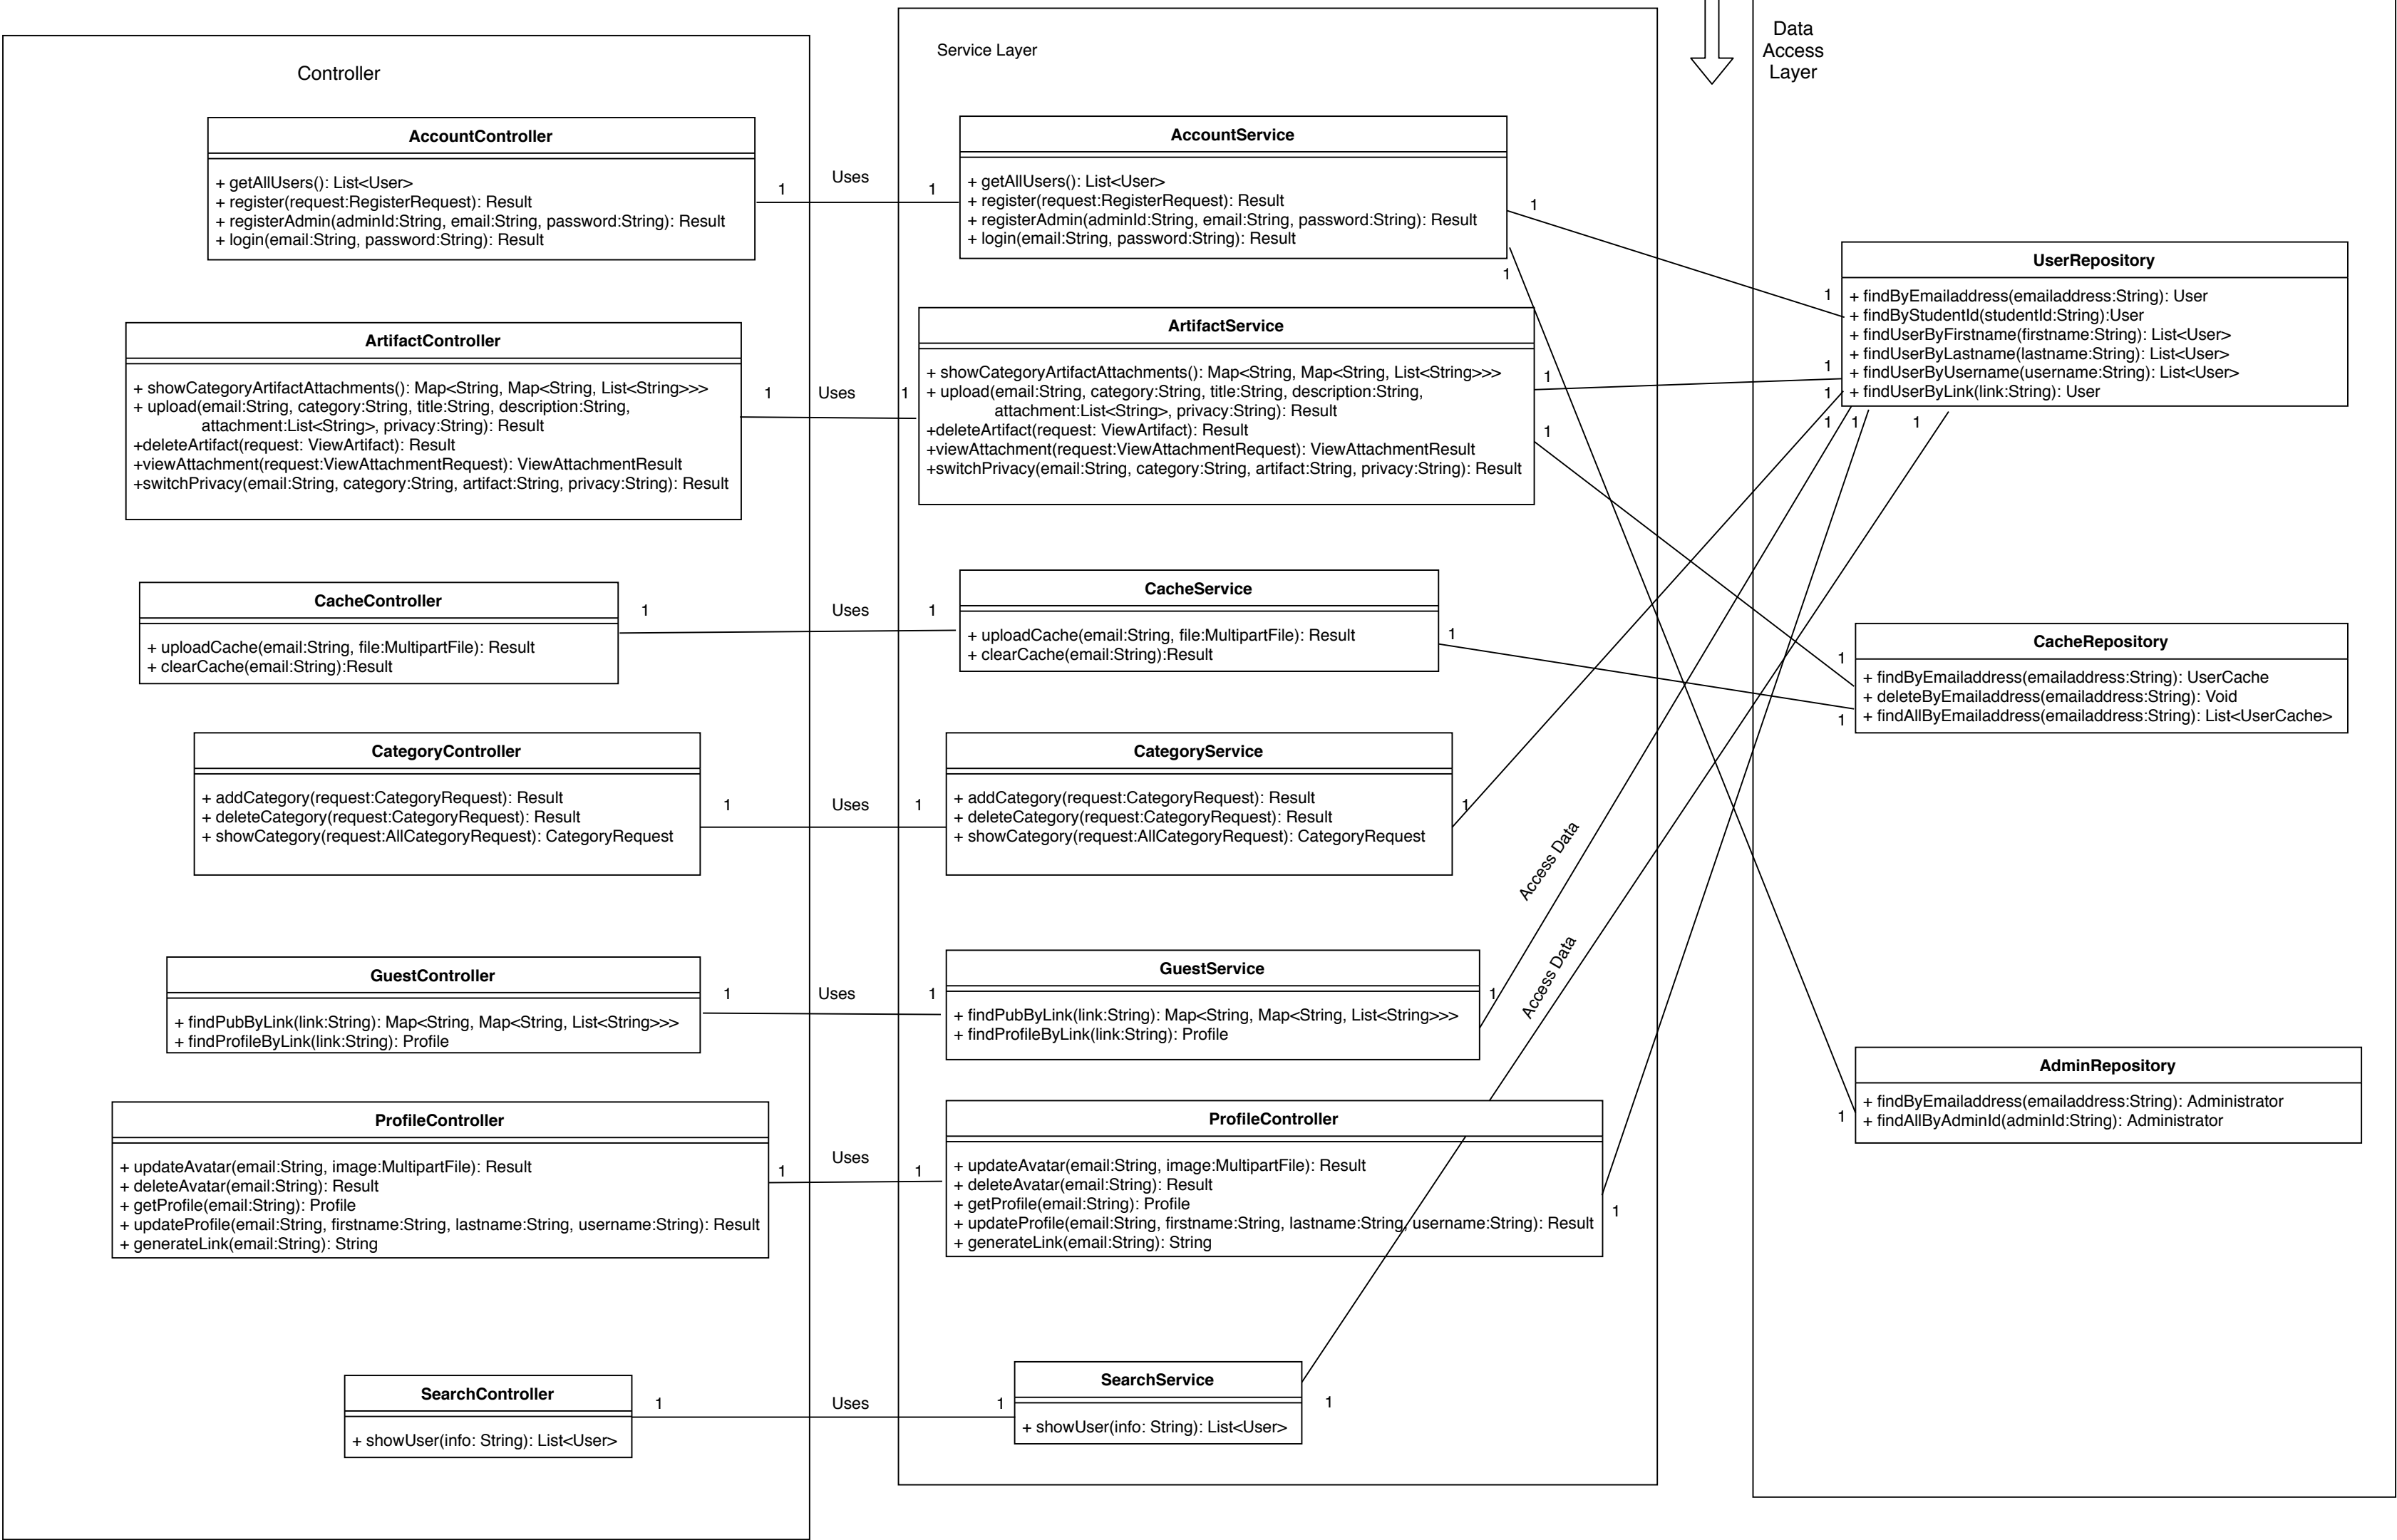 Controller
AccountController
+ getAllUsers(): List<User>
+ register(request:RegisterRequest): Result
+ registerAdmin(adminId:String, email:String, password:String): Result
+ login(email:String, password:String): Result
1
Uses
1
ArtifactController
+ showCategoryArtifactAttachments(): Map<String, Map<String, List<String>>>
+ upload(email:String, category:String, title:String, description:String,
attachment:List<String>, privacy:String): Result
+deleteArtifact(request: ViewArtifact): Result
+viewAttachment(request:ViewAttachmentRequest): ViewAttachmentResult
+switchPrivacy(email:String, category:String, artifact:String, privacy:String): Result
1
Uses
1
CacheController
+ uploadCache(email:String, file:MultipartFile): Result
+ clearCache(email:String):Result
1
Uses
1
CategoryController
+ addCategory(request:CategoryRequest): Result
+ deleteCategory(request:CategoryRequest): Result
+ showCategory(request:AllCategoryRequest): CategoryRequest
1
Uses
1
GuestController
+ findPubByLink(link:String): Map<String, Map<String, List<String>>>
+ findProfileByLink(link:String): Profile
1
Uses
1
ProfileController
+ updateAvatar(email:String, image:MultipartFile): Result
+ deleteAvatar(email:String): Result
+ getProfile(email:String): Profile
+ updateProfile(email:String, firstname:String, lastname:String, username:String): Result
+ generateLink(email:String): String
1
Uses
1
SearchController
+ showUser(info: String): List<User>
1
Uses
1
Service Layer
AccountService
+ getAllUsers(): List<User>
+ register(request:RegisterRequest): Result
+ registerAdmin(adminId:String, email:String, password:String): Result
+ login(email:String, password:String): Result
1
1
ArtifactService
+ showCategoryArtifactAttachments(): Map<String, Map<String, List<String>>>
+ upload(email:String, category:String, title:String, description:String,
attachment:List<String>, privacy:String): Result
+deleteArtifact(request: ViewArtifact): Result
+viewAttachment(request:ViewAttachmentRequest): ViewAttachmentResult
+switchPrivacy(email:String, category:String, artifact:String, privacy:String): Result
1
1
CacheService
+ uploadCache(email:String, file:MultipartFile): Result
+ clearCache(email:String):Result
1
CategoryService
+ addCategory(request:CategoryRequest): Result
+ deleteCategory(request:CategoryRequest): Result
+ showCategory(request:AllCategoryRequest): CategoryRequest
1
Access Data
GuestService
+ findPubByLink(link:String): Map<String, Map<String, List<String>>>
+ findProfileByLink(link:String): Profile
1
Access Data
ProfileController
+ updateAvatar(email:String, image:MultipartFile): Result
+ deleteAvatar(email:String): Result
+ getProfile(email:String): Profile
+ updateProfile(email:String, firstname:String, lastname:String, username:String): Result
+ generateLink(email:String): String
1
SearchService
+ showUser(info: String): List<User>
1
Data
Access
Layer
UserRepository
+ findByEmailaddress(emailaddress:String): User
+ findByStudentId(studentId:String):User
+ findUserByFirstname(firstname:String): List<User>
+ findUserByLastname(lastname:String): List<User>
+ findUserByUsername(username:String): List<User>
+ findUserByLink(link:String): User
1
1
1
1
1
1
CacheRepository
+ findByEmailaddress(emailaddress:String): UserCache
+ deleteByEmailaddress(emailaddress:String): Void
+ findAllByEmailaddress(emailaddress:String): List<UserCache>
1
1
AdminRepository
+ findByEmailaddress(emailaddress:String): Administrator
+ findAllByAdminId(adminId:String): Administrator
1